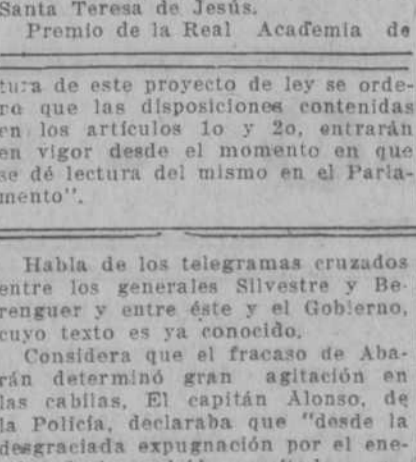 Santa Teresa de Jesús.
Premio de la Real Academia de
tura de este proyecto de ley se orde-
ra que las disposiciones contenidas
en los artículos 1o y 2o, entrarán
en vigor desde el momento en que
se dé lectura del mismo en el Parla-
mento".
Habla de los telegramas cruzados
entre los generales Silvestre y Be-
renguer y entre éste y el Gobierno,
cuyo texto es ya conocido.
Considera que el fracaso de Aba-
rán determinó gran agitación en
las cabilas. El capitán Alonso, de
la Policía, declaraba que "desde la
desgraciada expugnación por el ene-